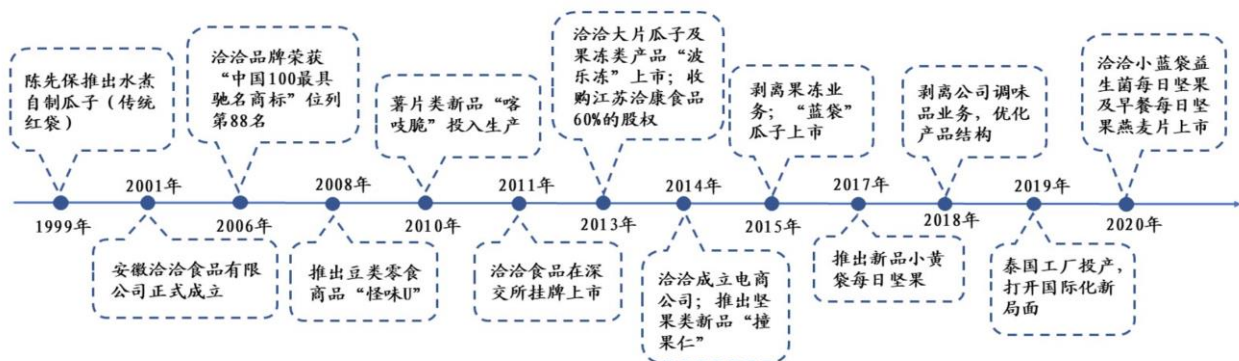 陈先保推出水煮
自制瓜子（传统
红袋）
洽洽品牌荣获
“中国100最具
驰名商标”位列
第88名
薯片类新品“喀
吱脆”投入生产
洽洽大片瓜子及
果冻类产品“波
乐冻”上市；收
购江苏洽康食品
60%的股权
剥离果冻业
务；“蓝袋”
瓜子上市
剥离公司调味
品业务，优化
产品结构
洽洽小蓝袋益
生菌每日坚果
及早餐每日坚
果燕麦片上市
2001年
2008年
2011年
2014年
2017年
2019年
1999年
2006年
2010年
2013年
2015年
2018年
2020年
安徽洽洽食品有限
公司正式成立
推出豆类零食
商品“怪味U”
洽洽食品在深
交所挂牌上市
洽洽成立电商
公司；推出坚
果类新品“撞
果仁”
推出新品小黄
袋每日坚果
泰国工厂投产，
打开国际化新
局面